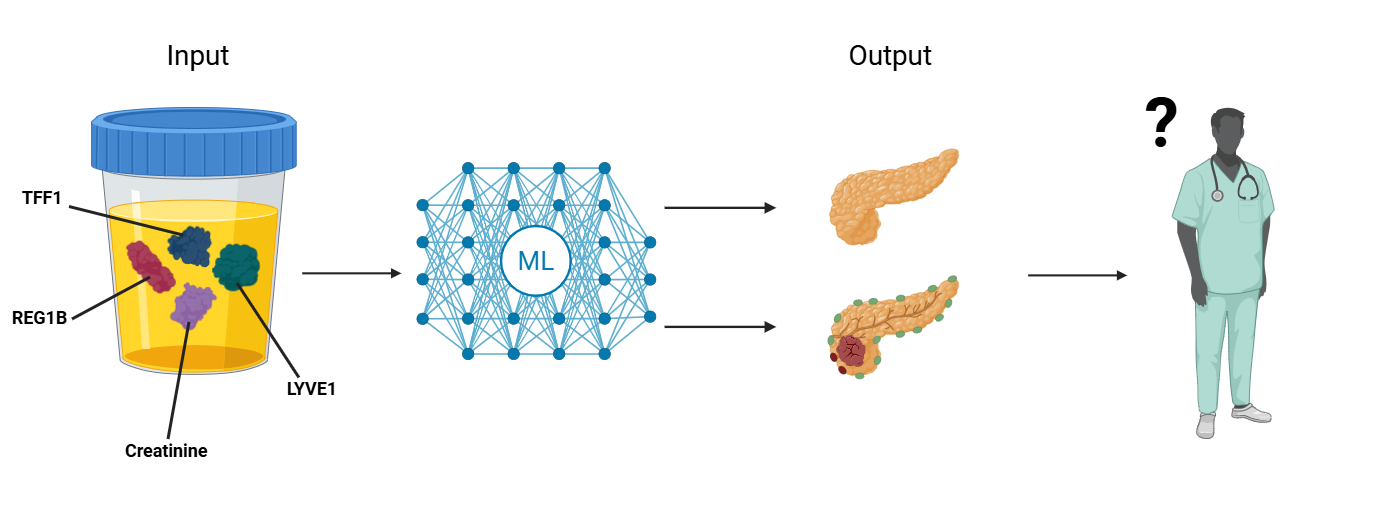 Input
Output
?
TFF1
ML
REG1B
LYVE1
Creatinine